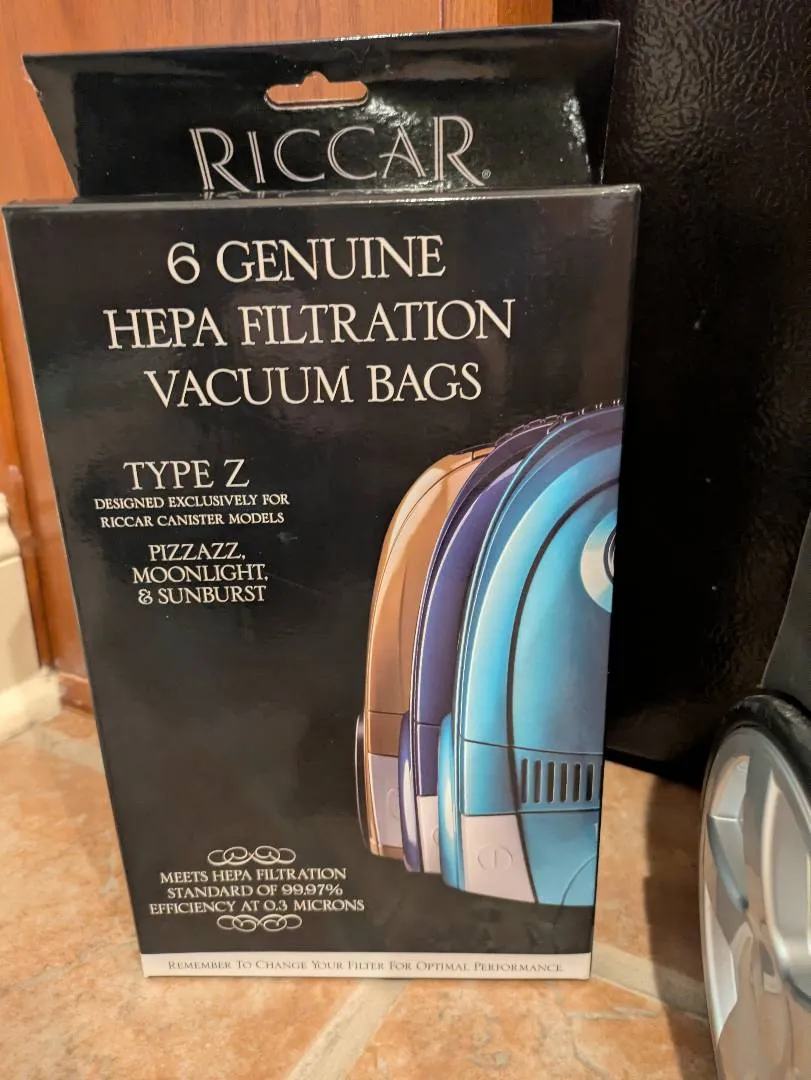 RICCAR®
6 GENUINE
HEPA FILTRATION
VACUUM BAGS
TYPE Z
DESIGNED EXCLUSIVELY FOR
RICCAR CANISTER MODELS
PIZZAZZ,
MOONLIGHT,
& SUNBURST
MEETS HEPA FILTRATION
STANDARD OF 99.97%
EFFICIENCY AT 0.3 MICRONS
REMEMBER TO CHANGE YOUR FILTER FOR OPTIMAL PERFORMANCE